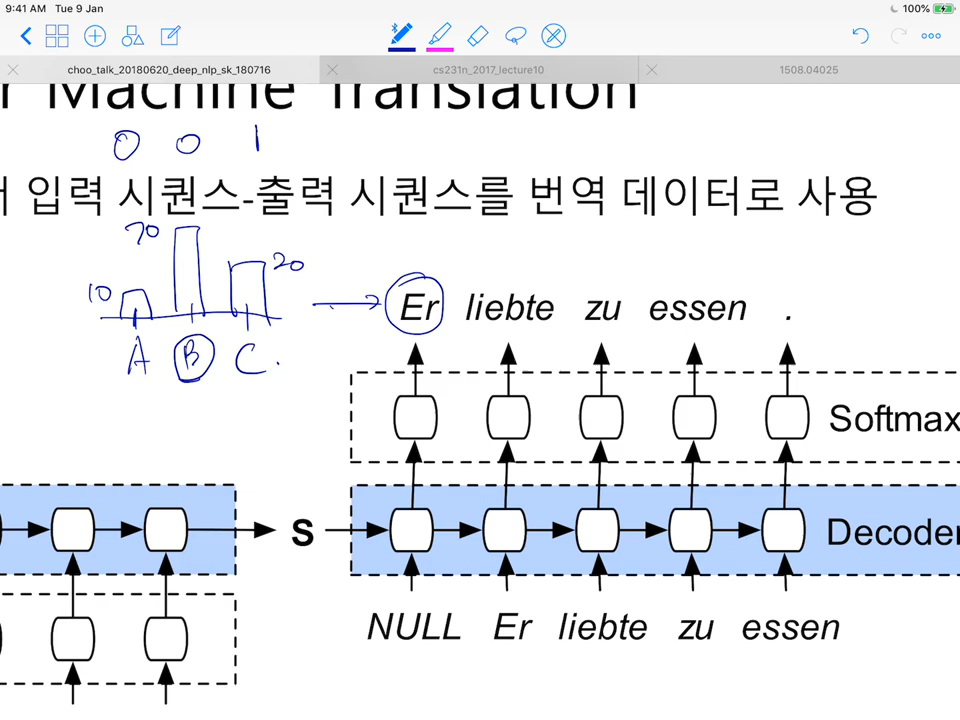 9:41 AM Tue 9 Jan 100%
choo_talk_20180620_deep_nlp_sk_180716 cs231n_2017_lecture10 1508.04025
r Machine Translation
0 0 1
입력 시퀀스-출력 시퀀스를 번역 데이터로 사용
70
10 20
Er liebte zu essen .
A B C.
Softmax
S Decoder
NULL Er liebte zu essen